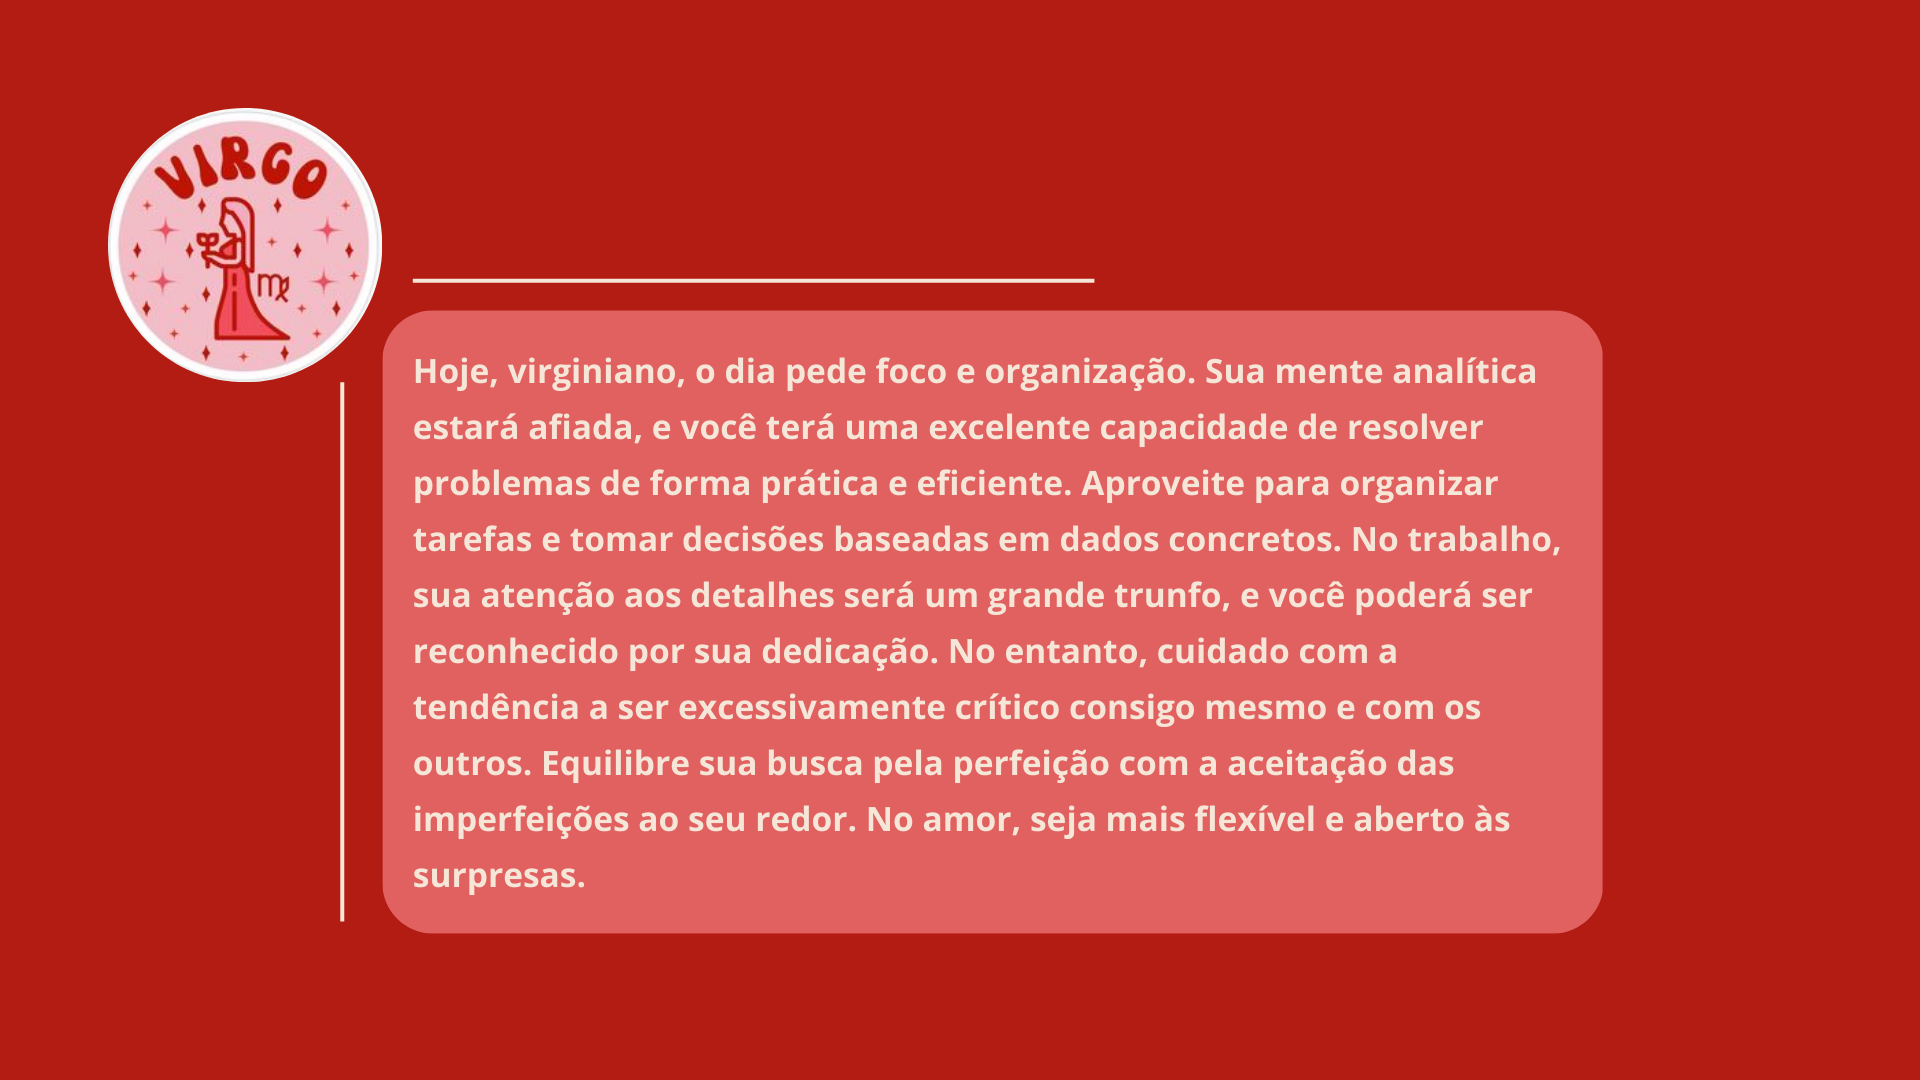 VIRGO
Hoje, virginiano, o dia pede foco e organização. Sua mente analítica
estará afiada, e você terá uma excelente capacidade de resolver
problemas de forma prática e eficiente. Aproveite para organizar
tarefas e tomar decisões baseadas em dados concretos. No trabalho,
sua atenção aos detalhes será um grande trunfo, e você poderá ser
reconhecido por sua dedicação. No entanto, cuidado com a
tendência a ser excessivamente crítico consigo mesmo e com os
outros. Equilibre sua busca pela perfeição com a aceitação das
imperfeições ao seu redor. No amor, seja mais flexível e aberto às
surpresas.